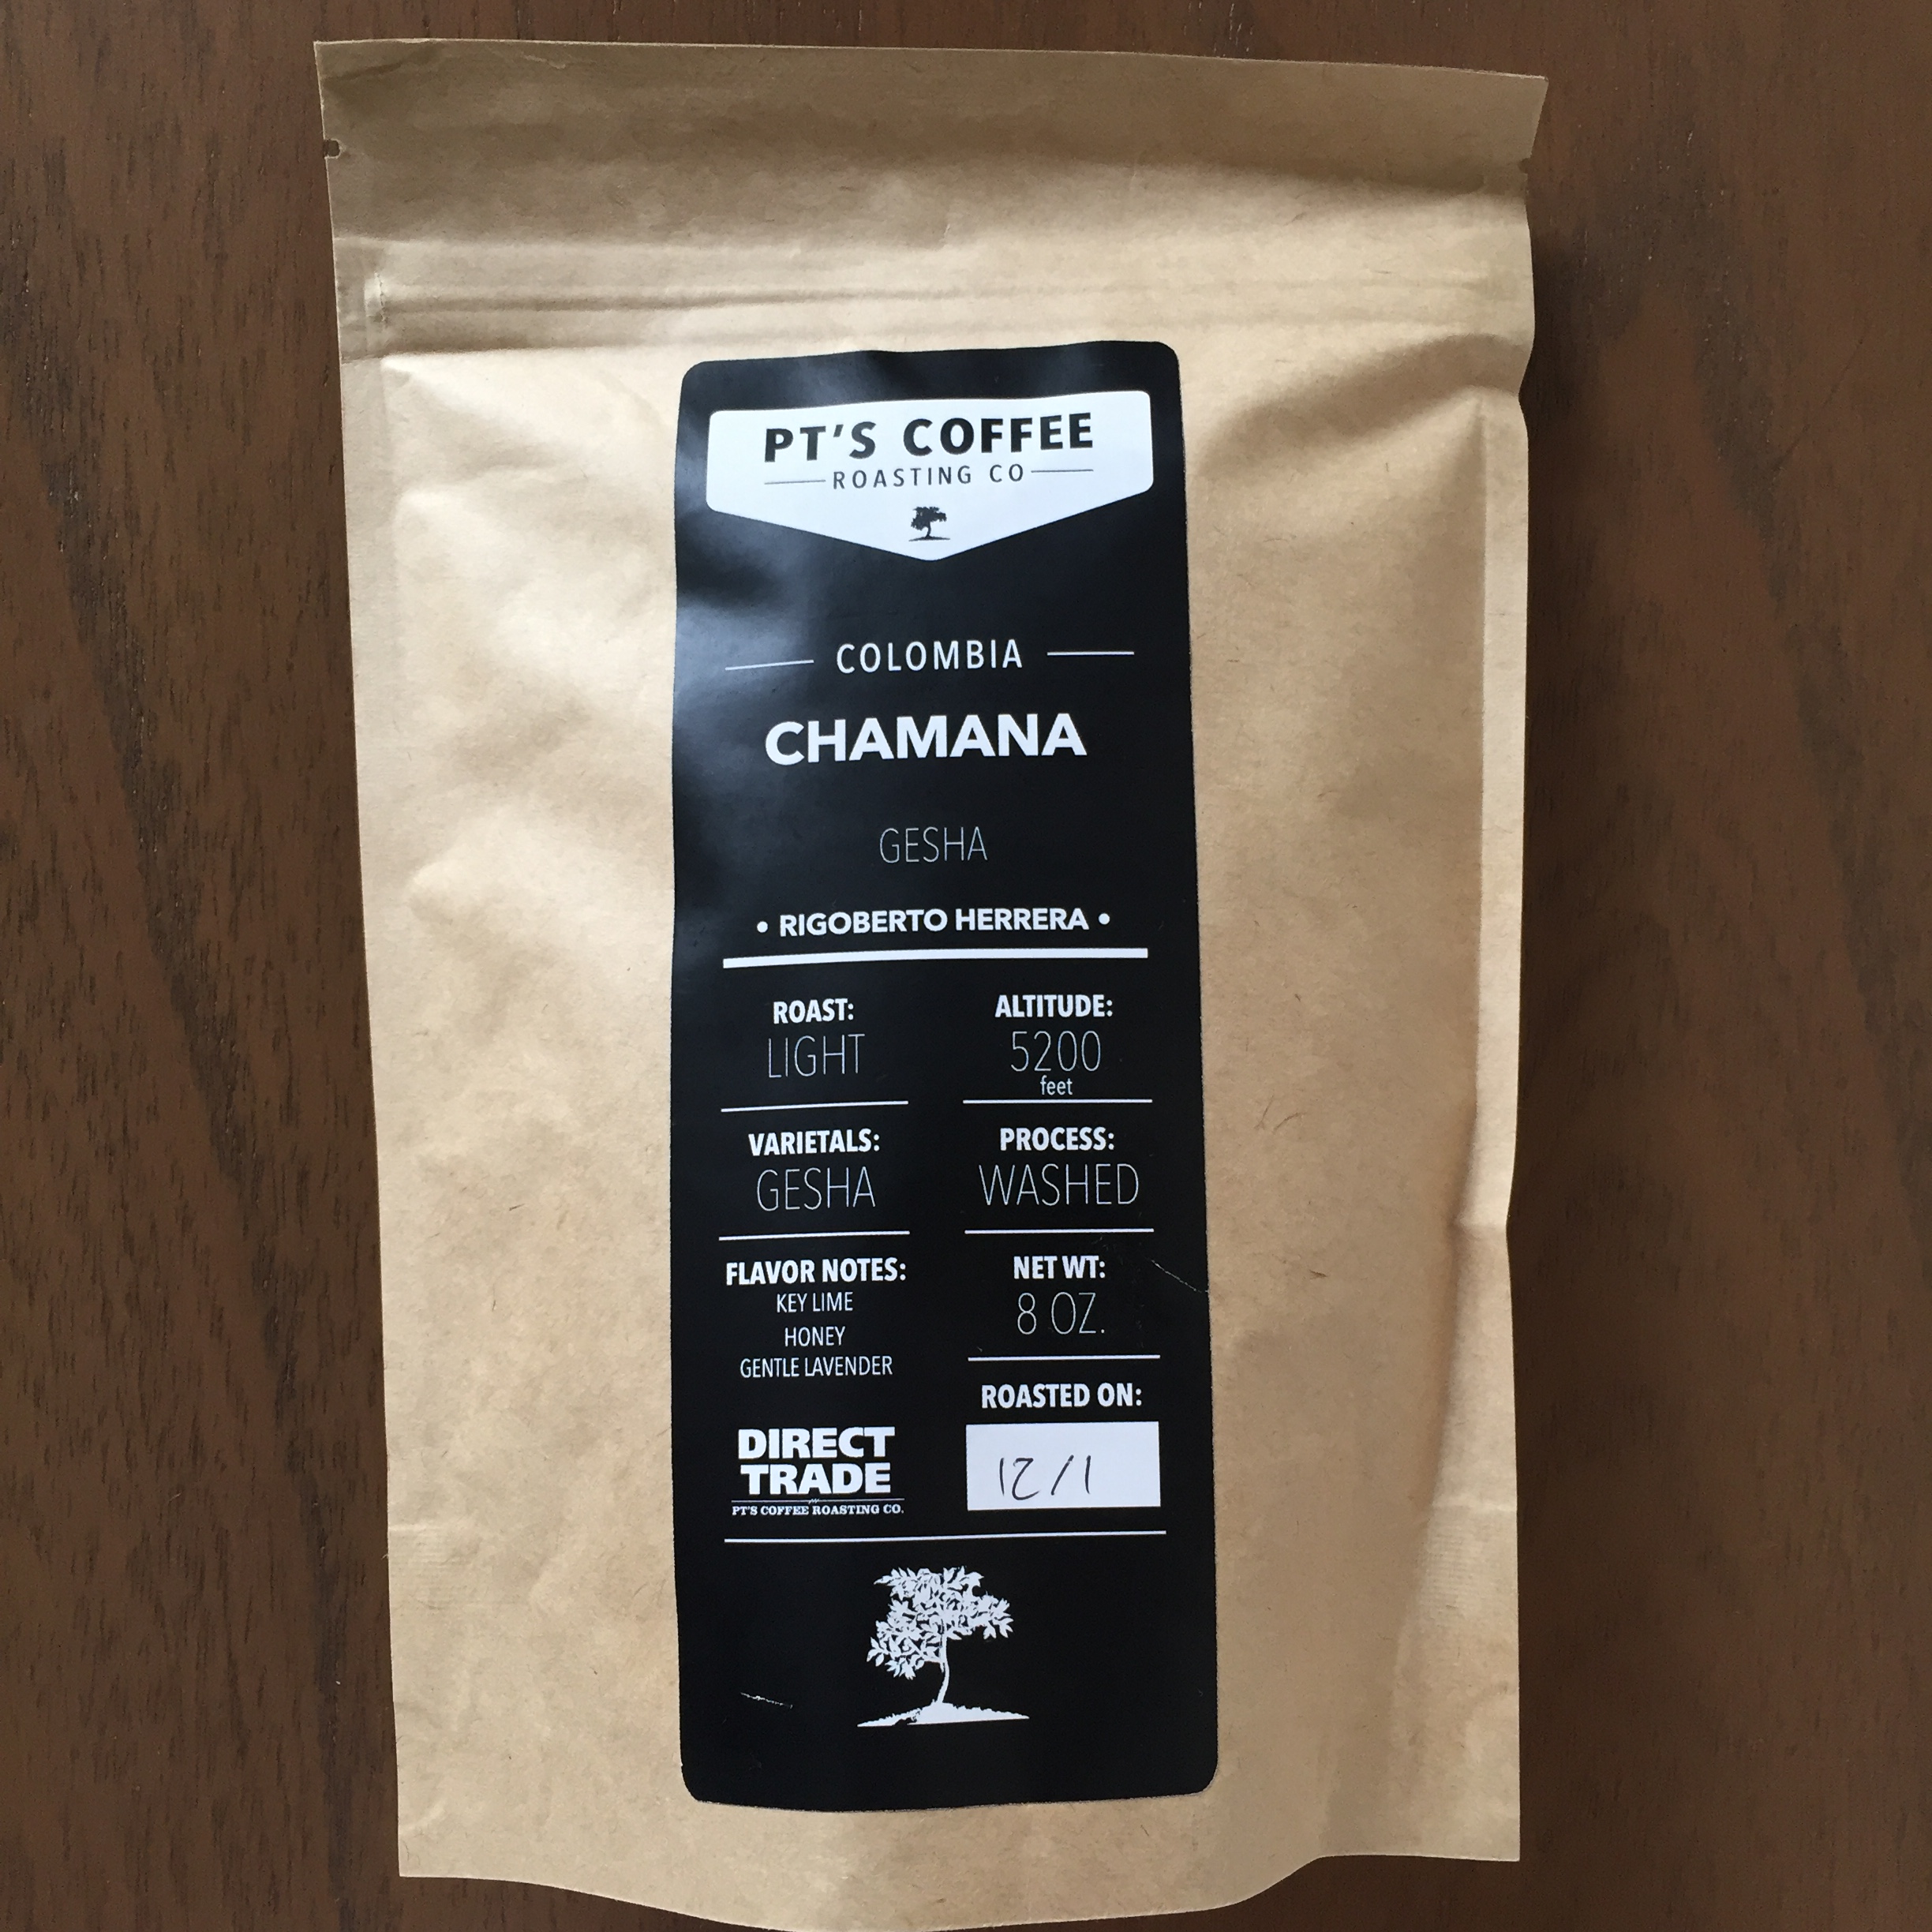 PT'S COFFEE
ROASTING CO
COLOMBIA
CHAMANA
GESHA
• RIGOBERTO HERRERA •
ROAST:
LIGHT
ALTITUDE:
5200
feet
VARIETALS:
GESHA
PROCESS:
WASHED
FLAVOR NOTES:
KEY LIME
HONEY
GENTLE LAVENDER
NET WT:
8 OZ.
ROASTED ON:
12/1
DIRECT
TRADE
PT'S COFFEE ROASTING CO.